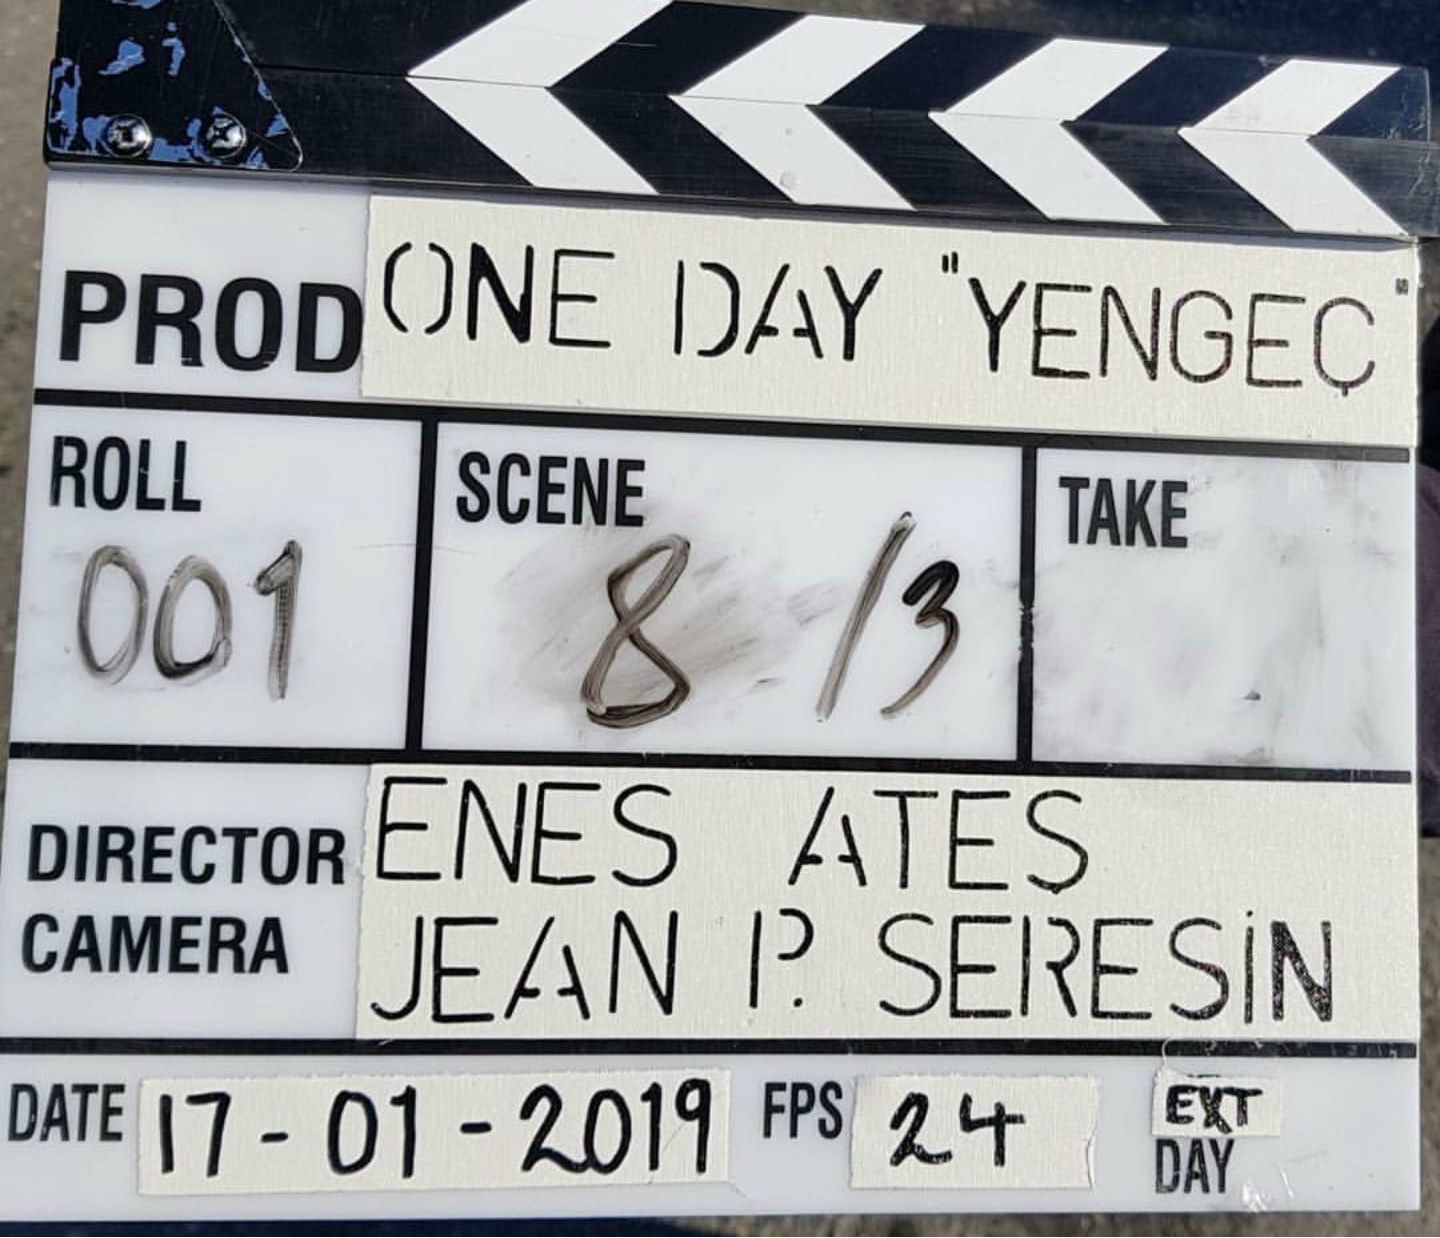 PROD ONE DAY "YENGEÇ"
ROLL SCENE TAKE
001 8 /3
DIRECTOR ENES ATEŞ
CAMERA JEAN P. SERESİN
DATE 17-01-2019 FPS 24 EXT
DAY